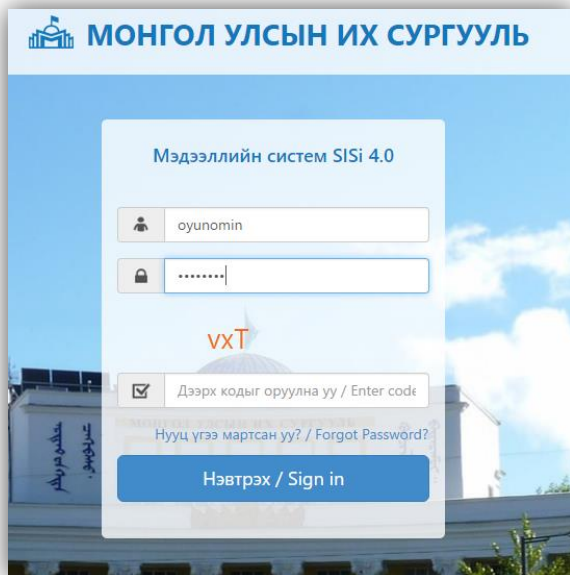 МОНГОЛ УЛСЫН ИХ СУРГУУЛЬ
Мэдээллийн систем SISi 4.0
oyunomin
••••••••
vxT
Дээрх кодыг оруулна уу / Enter code
Нууц үгээ мартсан уу? / Forgot Password?
Нэвтрэх / Sign in